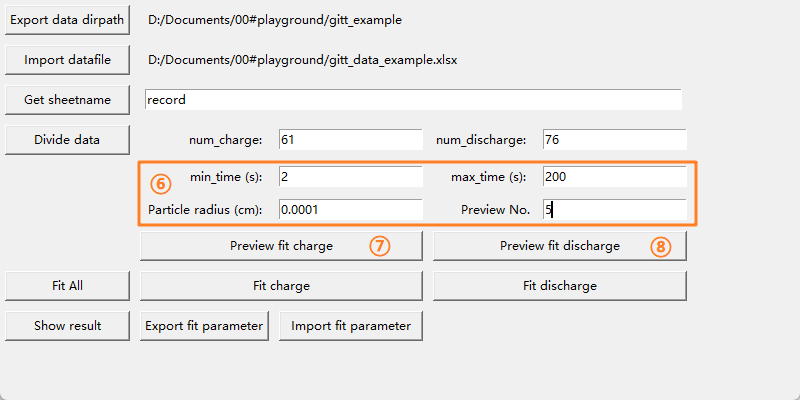 Export data dirpath D:/Documents/00#playground/gitt_example
Import datafile D:/Documents/00#playground/gitt_data_example.xlsx
Get sheetname record
Divide data num_charge: 61 num_discharge: 76
⑥ min_time (s): 2 max_time (s): 200
Particle radius (cm): 0.0001 Preview No. 5
Preview fit charge ⑦ Preview fit discharge ⑧
Fit All Fit charge Fit discharge
Show result Export fit parameter Import fit parameter